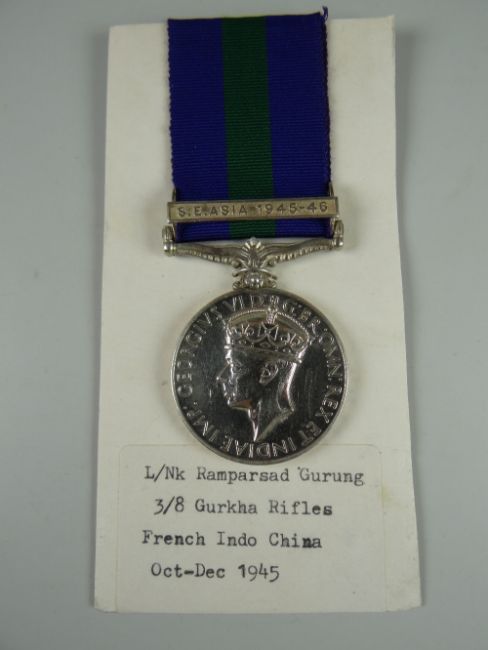 S.E.ASIA 1945-46
GEORGIVS VI D:G:BR:OMN:REX ET INDIAE IMP:
L/Nk Ramparsad Gurung
3/8 Gurkha Rifles
French Indo China
Oct-Dec 1945